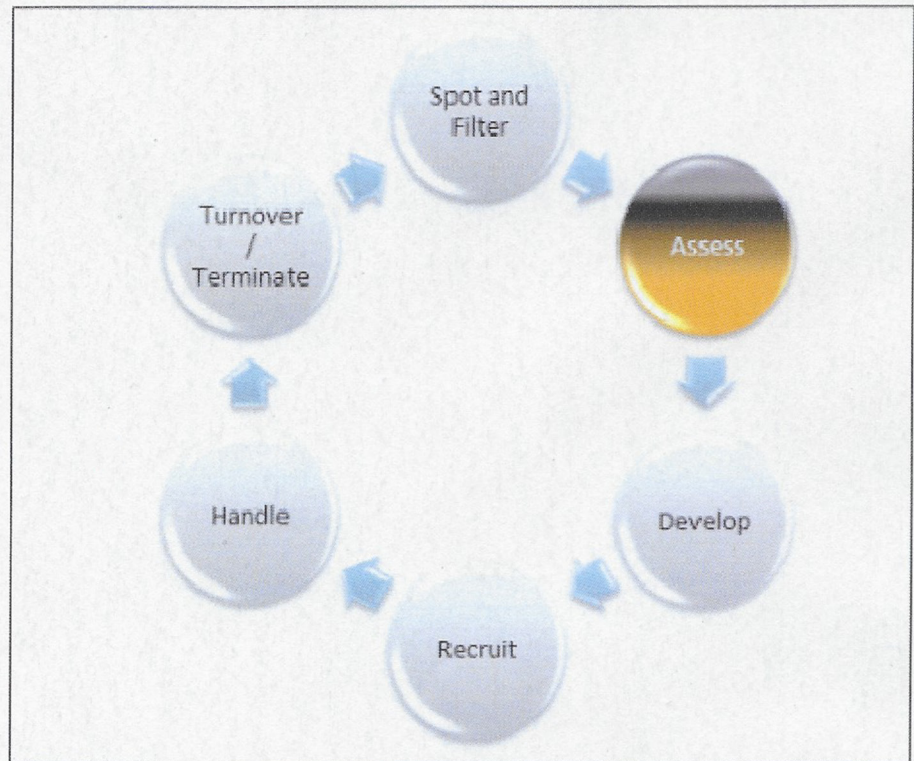 Spot and
Filter
Assess
Develop
Recruit
Handle
Turnover
/
Terminate